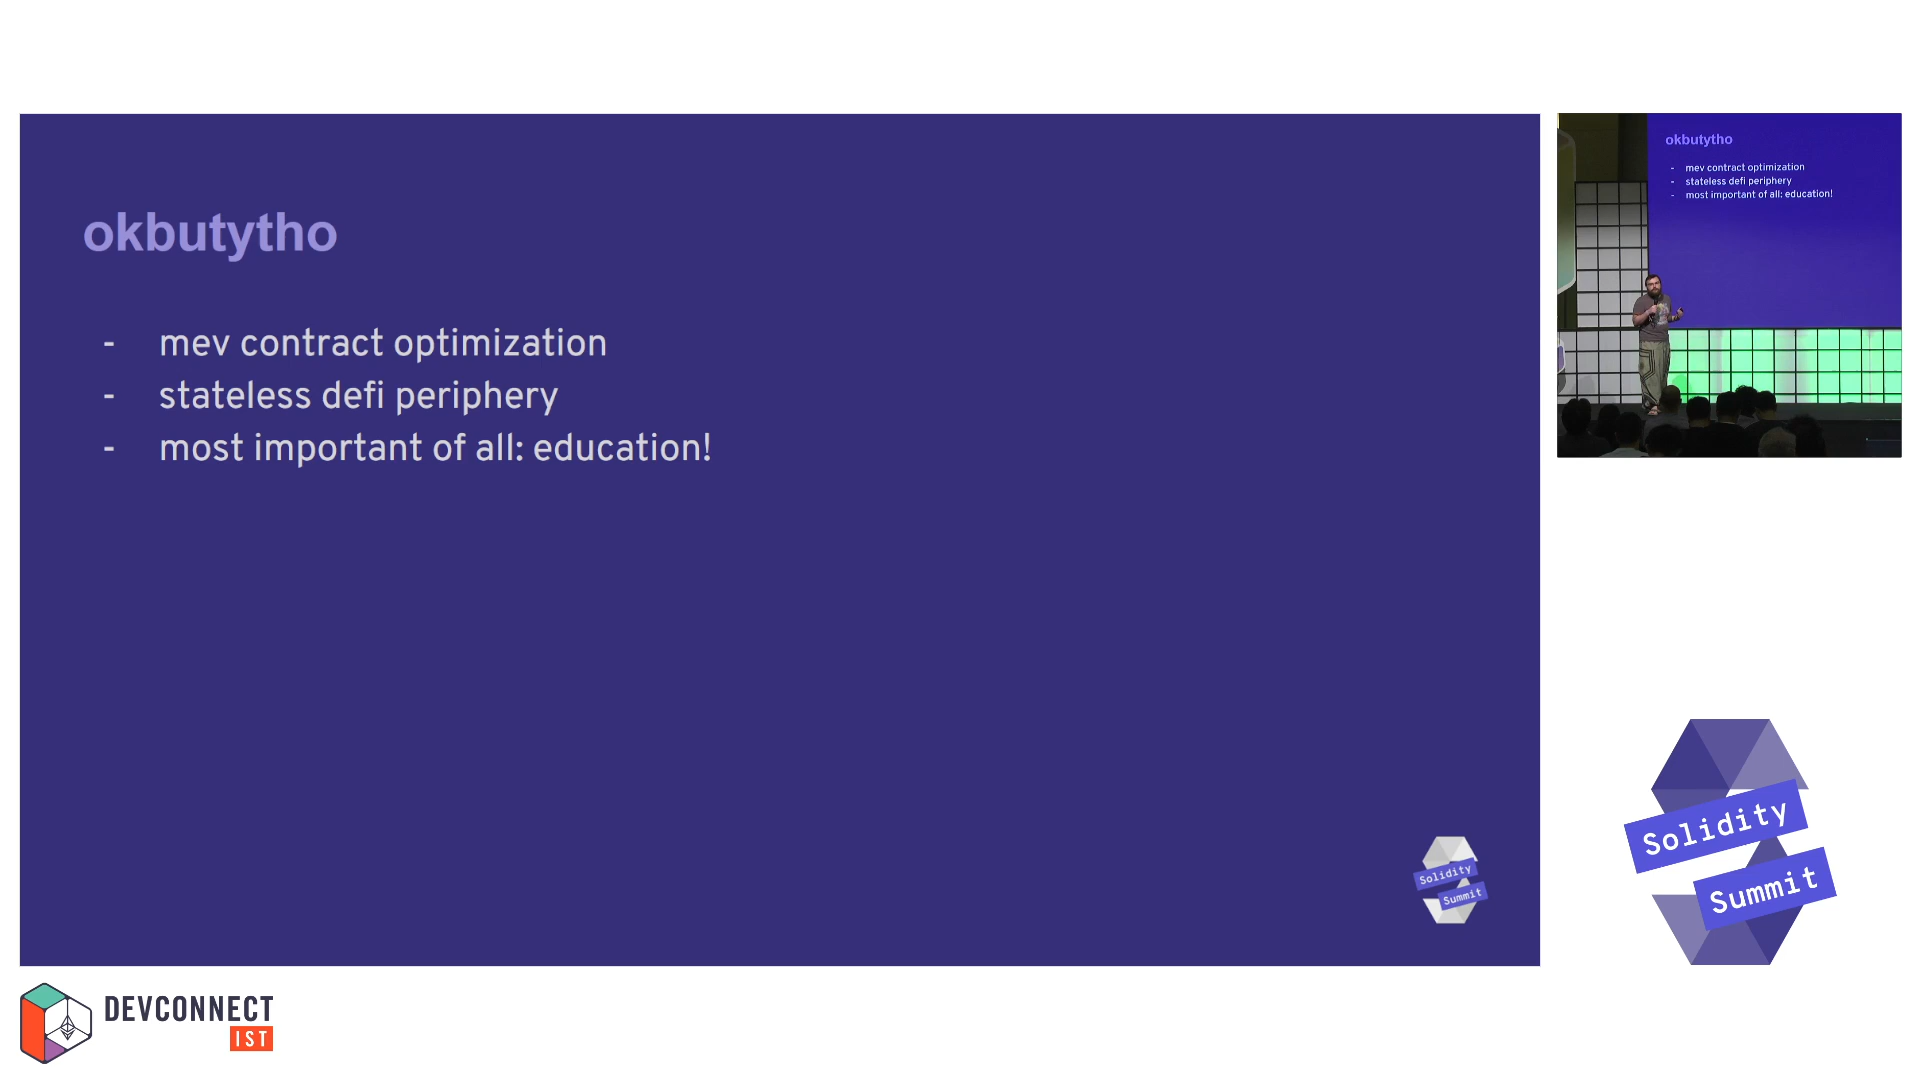 okbutytho
- mev contract optimization
- stateless defi periphery
- most important of all: education!
Solidity
Summit
okbutytho
- mev contract optimization
- stateless defi periphery
- most important of all: education!
Solidity
Summit
DEVCONNECT
IST